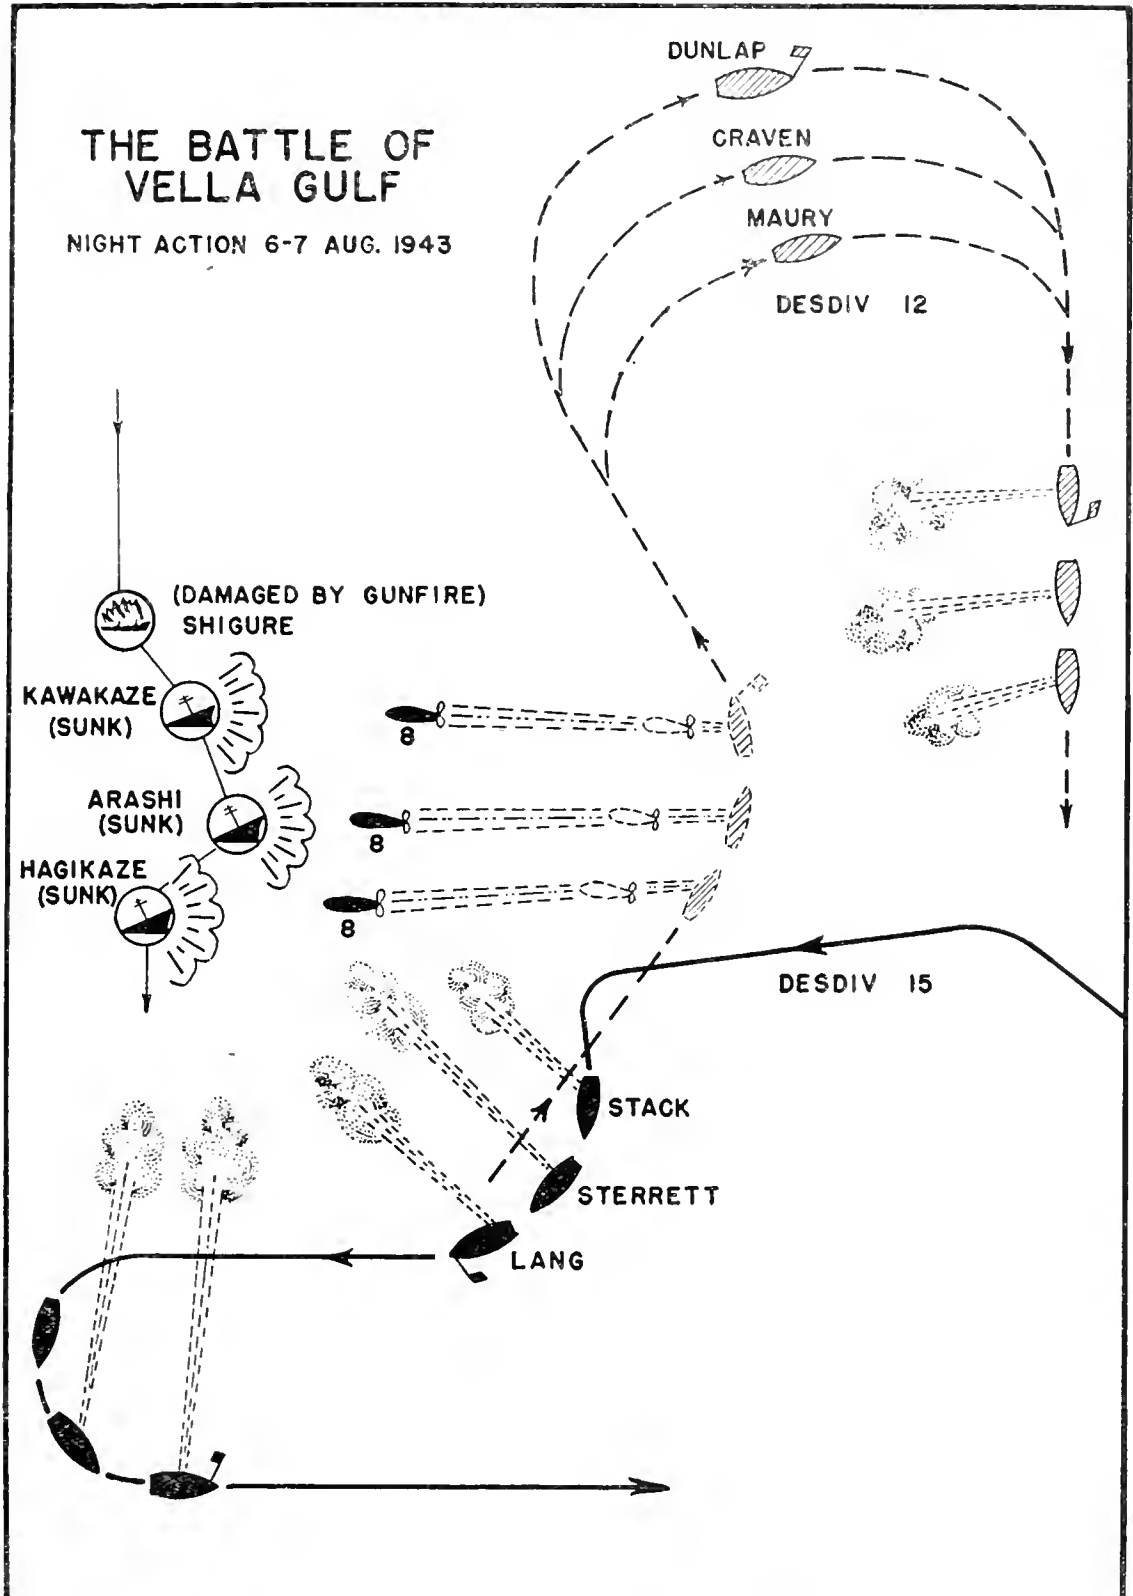 THE BATTLE OF
VELLA GULF
NIGHT ACTION 6-7 AUG. 1943
DUNLAP
CRAVEN
MAURY
DESDIV 12
(DAMAGED BY GUNFIRE)
SHIGURE
KAWAKAZE
(SUNK)
8
ARASHI
(SUNK)
8
HAGIKAZE
(SUNK)
8
DESDIV 15
STACK
STERRETT
LANG